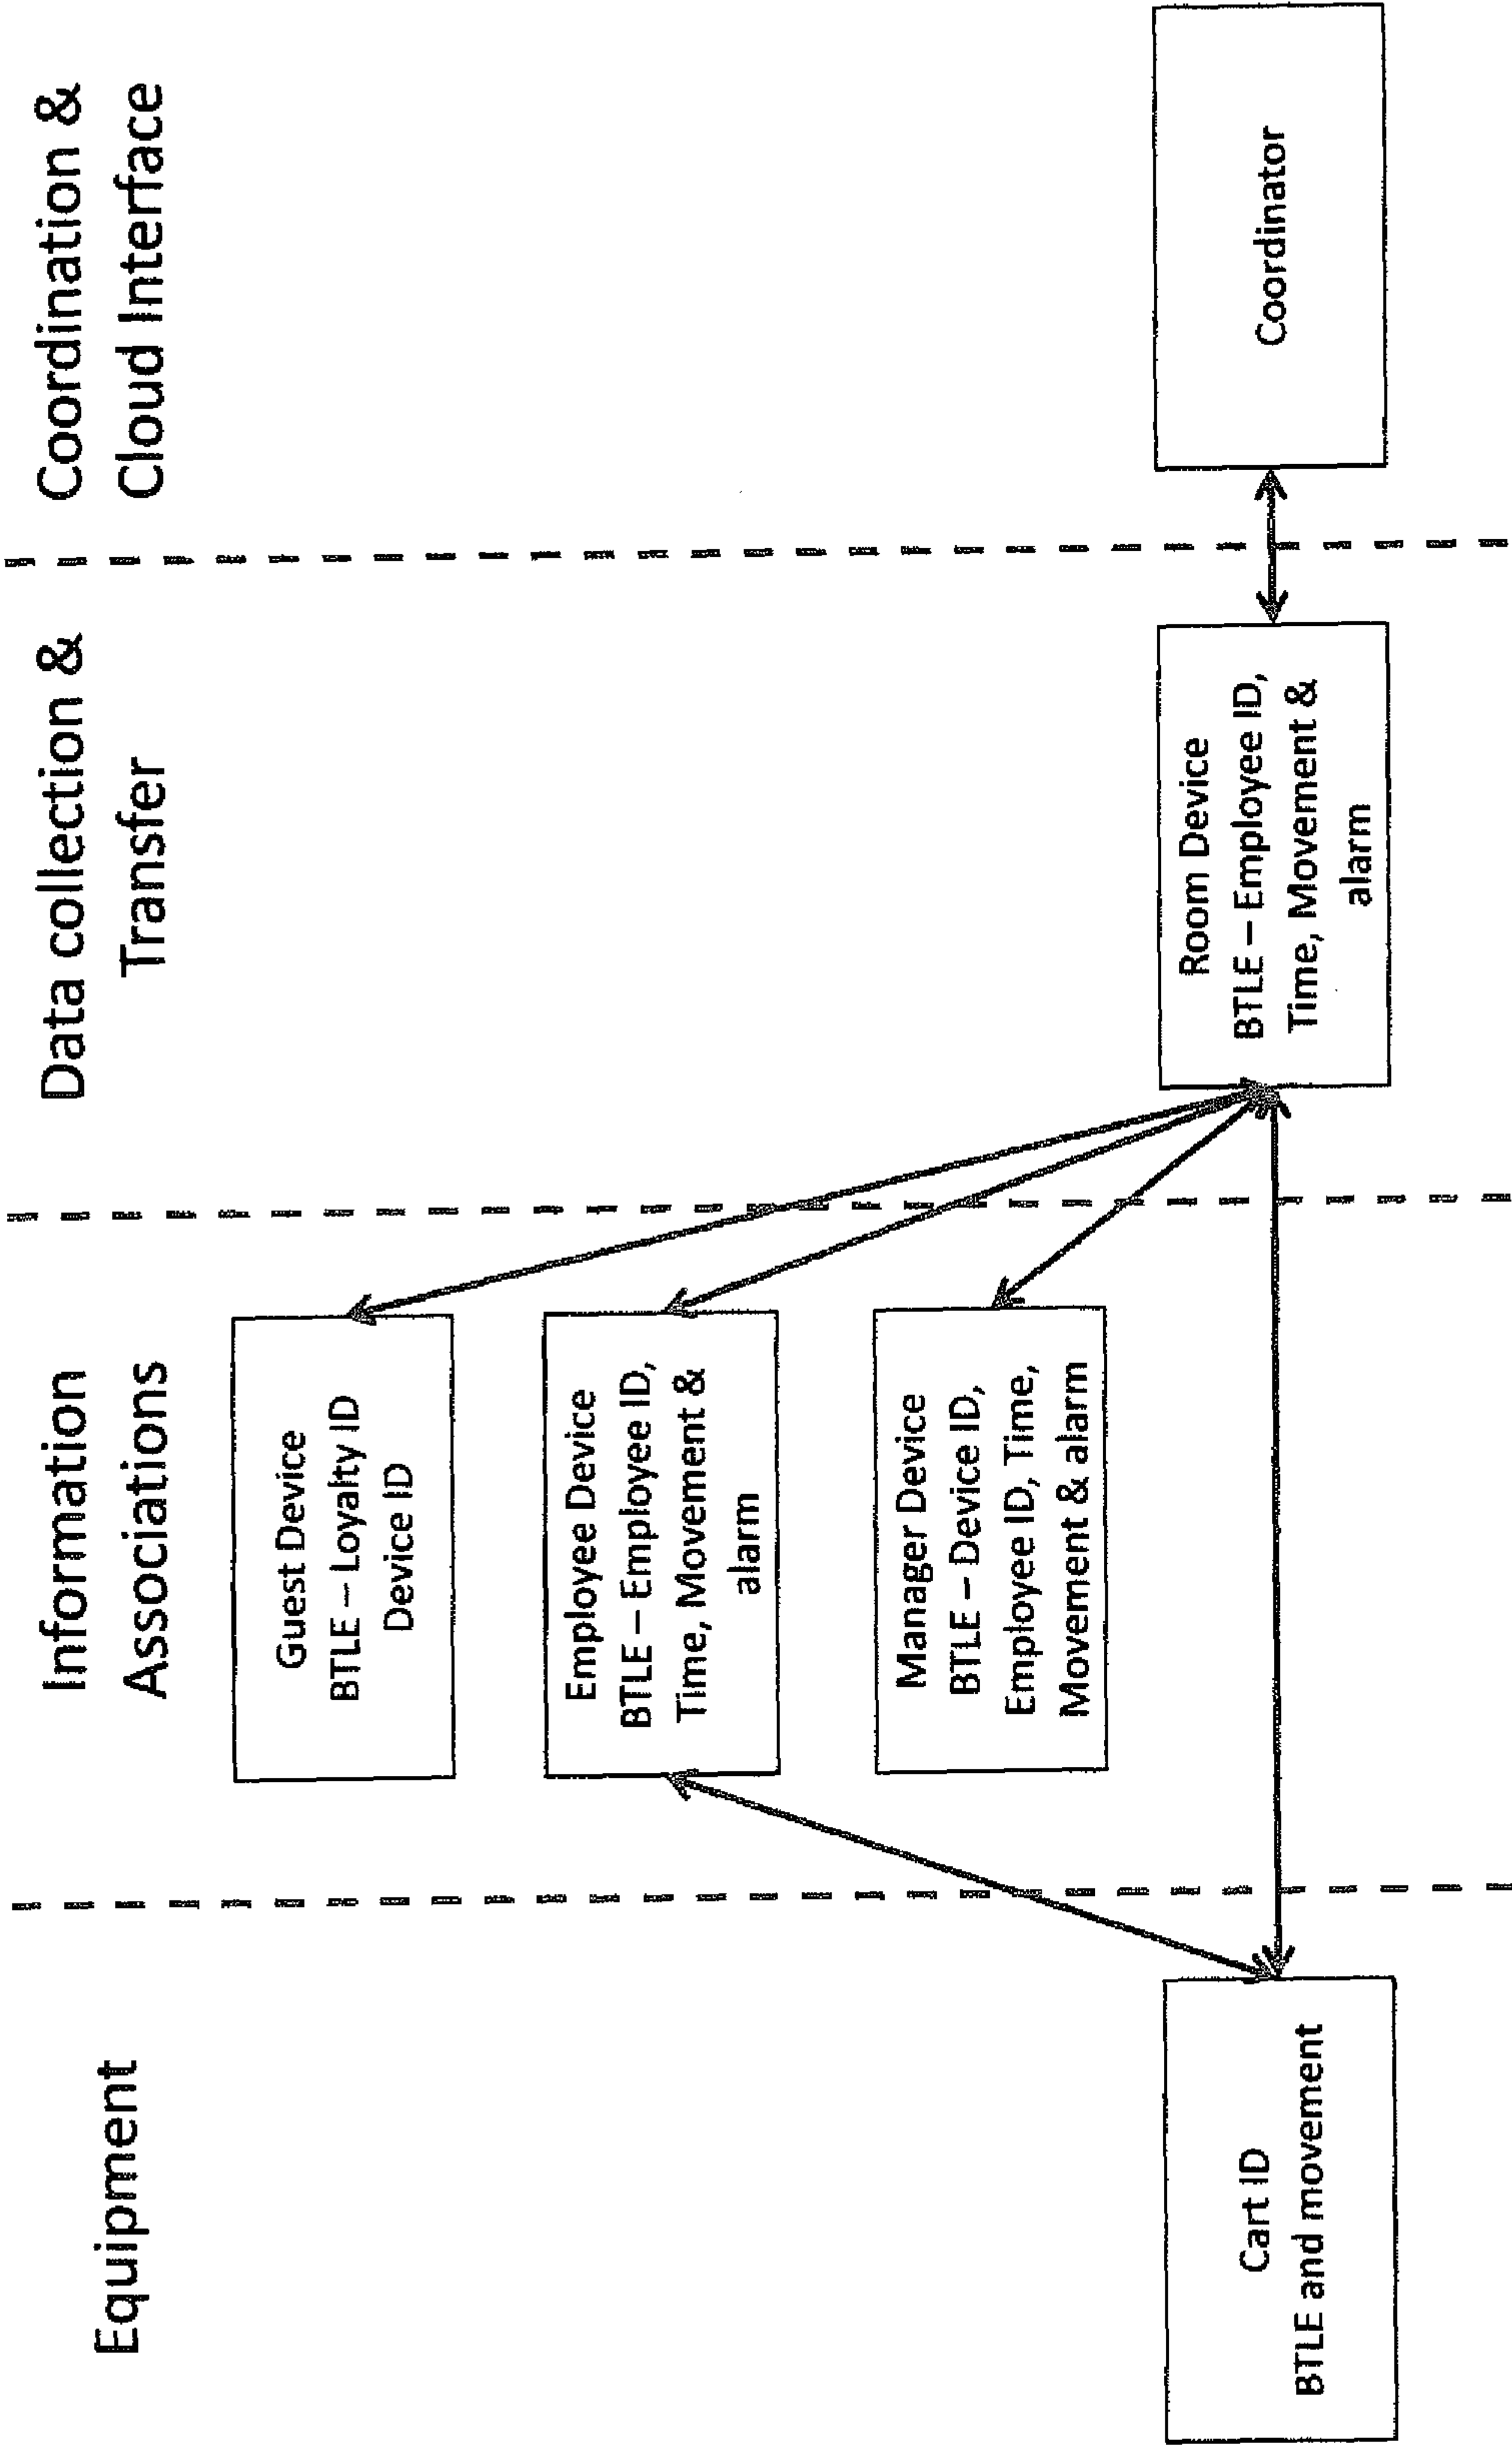 Equipment
Information
Associations
Data collection &
Transfer
Coordination &
Cloud Interface
Guest Device
BTLE – Loyalty ID
Device ID
Employee Device
BTLE – Employee ID,
Time, Movement &
alarm
Manager Device
BTLE – Device ID,
Employee ID, Time,
Movement & alarm
Cart ID
BTLE and movement
Room Device
BTLE – Employee ID,
Time, Movement &
alarm
Coordinator